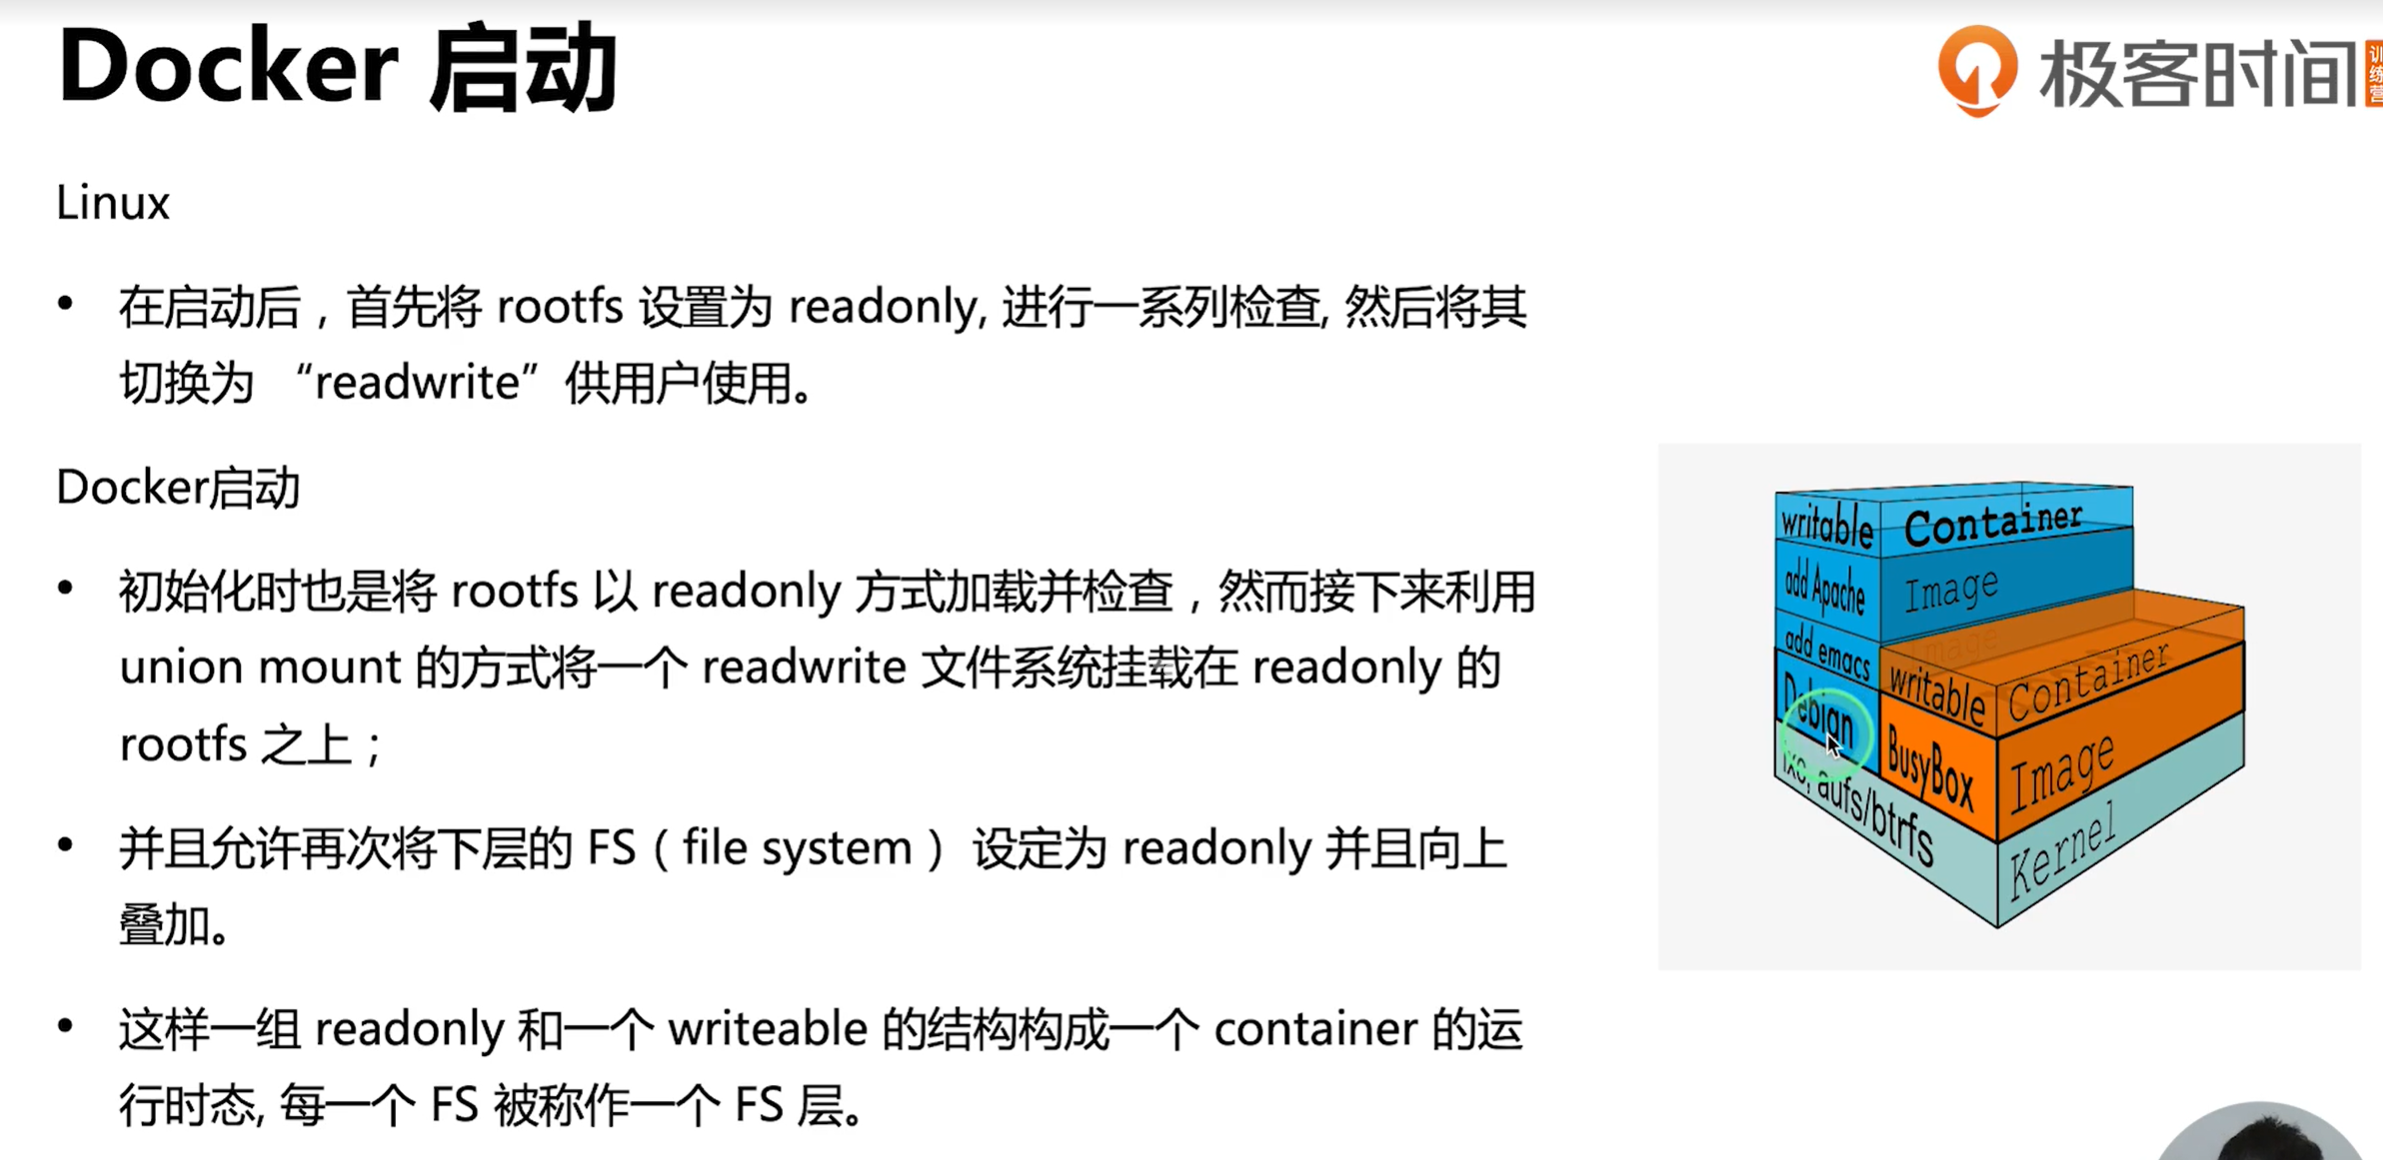 Docker 启动
极客时间
训练营
Linux
• 在启动后，首先将 rootfs 设置为 readonly, 进行一系列检查, 然后将其
切换为 “readwrite” 供用户使用。
Docker启动
• 初始化时也是将 rootfs 以 readonly 方式加载并检查，然而接下来利用
union mount 的方式将一个 readwrite 文件系统挂载在 readonly 的
rootfs 之上；
• 并且允许再次将下层的 FS（file system） 设定为 readonly 并且向上
叠加。
• 这样一组 readonly 和一个 writeable 的结构构成一个 container 的运
行时态, 每一个 FS 被称作一个 FS 层。
writable Container
add Apache Image
add emacs Image
Debian
writable Container
BusyBox Image
lxc, aufs/btrfs Kernel